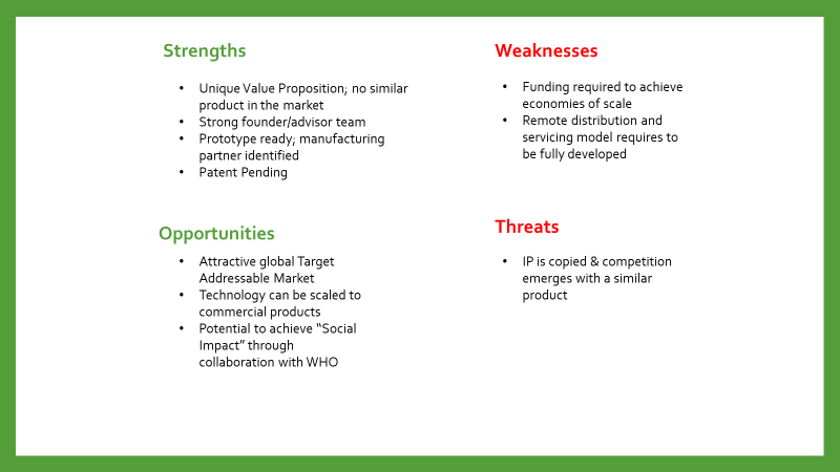 Strengths
• Unique Value Proposition; no similar
product in the market
• Strong founder/advisor team
• Prototype ready; manufacturing
partner identified
• Patent Pending
Weaknesses
• Funding required to achieve
economies of scale
• Remote distribution and
servicing model requires to
be fully developed
Opportunities
• Attractive global Target
Addressable Market
• Technology can be scaled to
commercial products
• Potential to achieve “Social
Impact” through
collaboration with WHO
Threats
• IP is copied & competition
emerges with a similar
product